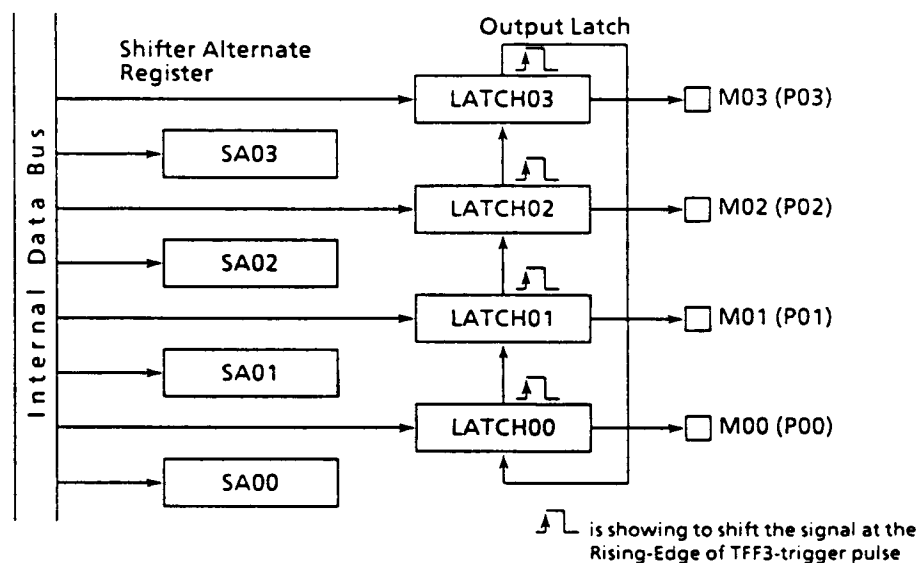 Output Latch
Shifter Alternate
Register
LATCH03
M03 (P03)
SA03
LATCH02
M02 (P02)
SA02
LATCH01
M01 (P01)
SA01
LATCH00
M00 (P00)
SA00
Internal Data Bus
is showing to shift the signal at the
Rising-Edge of TFF3-trigger pulse